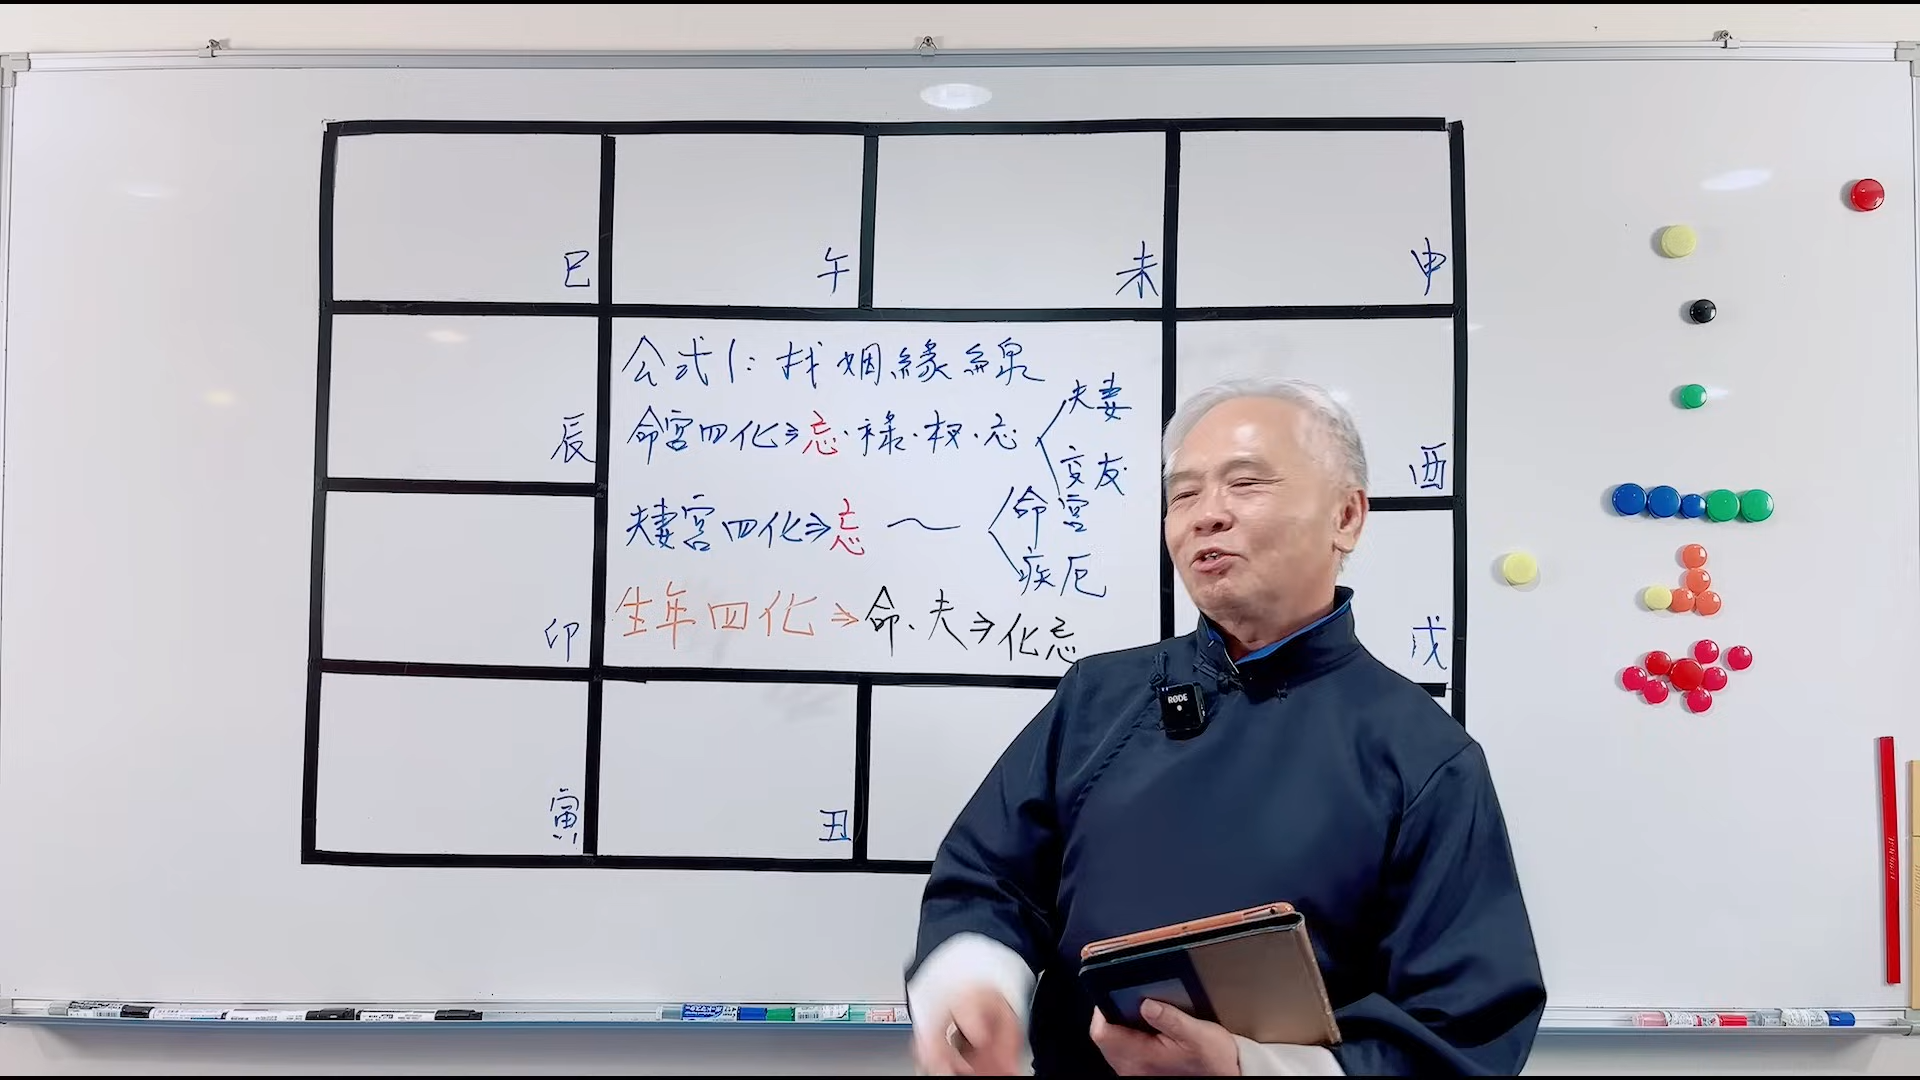 巳 午 未 申
公式1:找姻緣線
命宮四化⇒忌·祿·权·忌 夫妻 交友
辰 酉
夫妻宮四化⇒忌 ~ 命宮 疾厄
生年四化⇒命、夫⇒化忌
卯 戌
寅 丑
RØDE